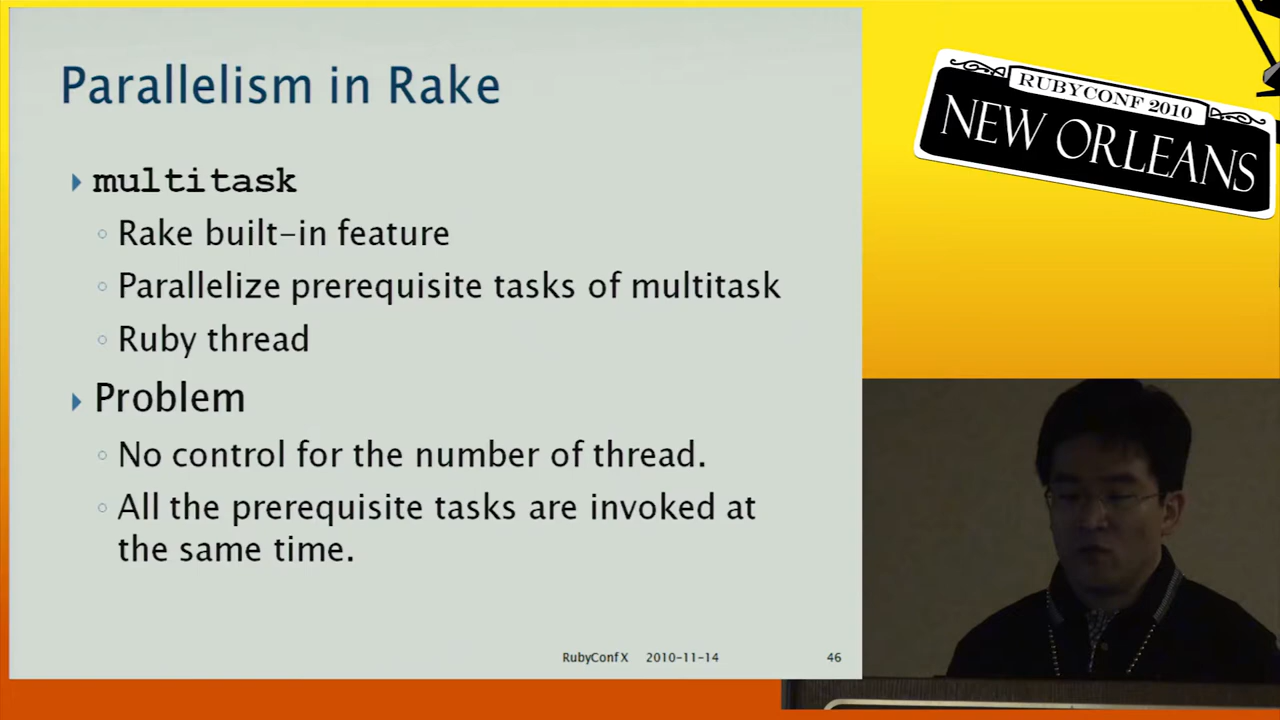 Parallelism in Rake
multitask
Rake built-in feature
Parallelize prerequisite tasks of multitask
Ruby thread
Problem
No control for the number of thread.
All the prerequisite tasks are invoked at
the same time.
RubyConf X 2010-11-14 46
RUBYCONF 2010
NEW ORLEANS